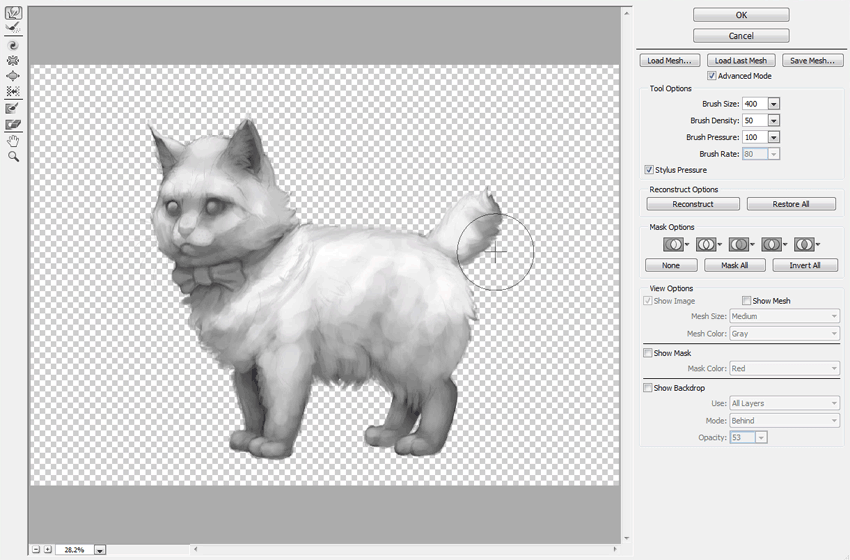 OK
Cancel
Load Mesh... Load Last Mesh Save Mesh...
Advanced Mode
Tool Options
Brush Size: 400
Brush Density: 50
Brush Pressure: 100
Brush Rate: 80
Stylus Pressure
Reconstruct Options
Reconstruct Restore All
Mask Options
None Mask All Invert All
View Options
Show Image Show Mesh
Mesh Size: Medium
Mesh Color: Gray
Show Mask
Mask Color: Red
Show Backdrop
Use: All Layers
Mode: Behind
Opacity: 53
28.2%